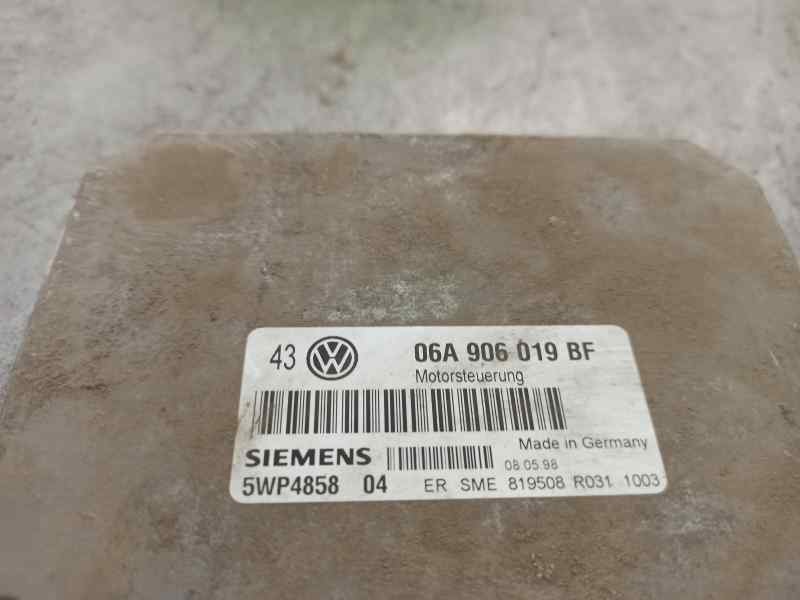 43 VW 06A 906 019 BF
Motorsteuerung
Made in Germany
SIEMENS 08.05.98
5WP4858 04 ER SME 819508 R031 1003